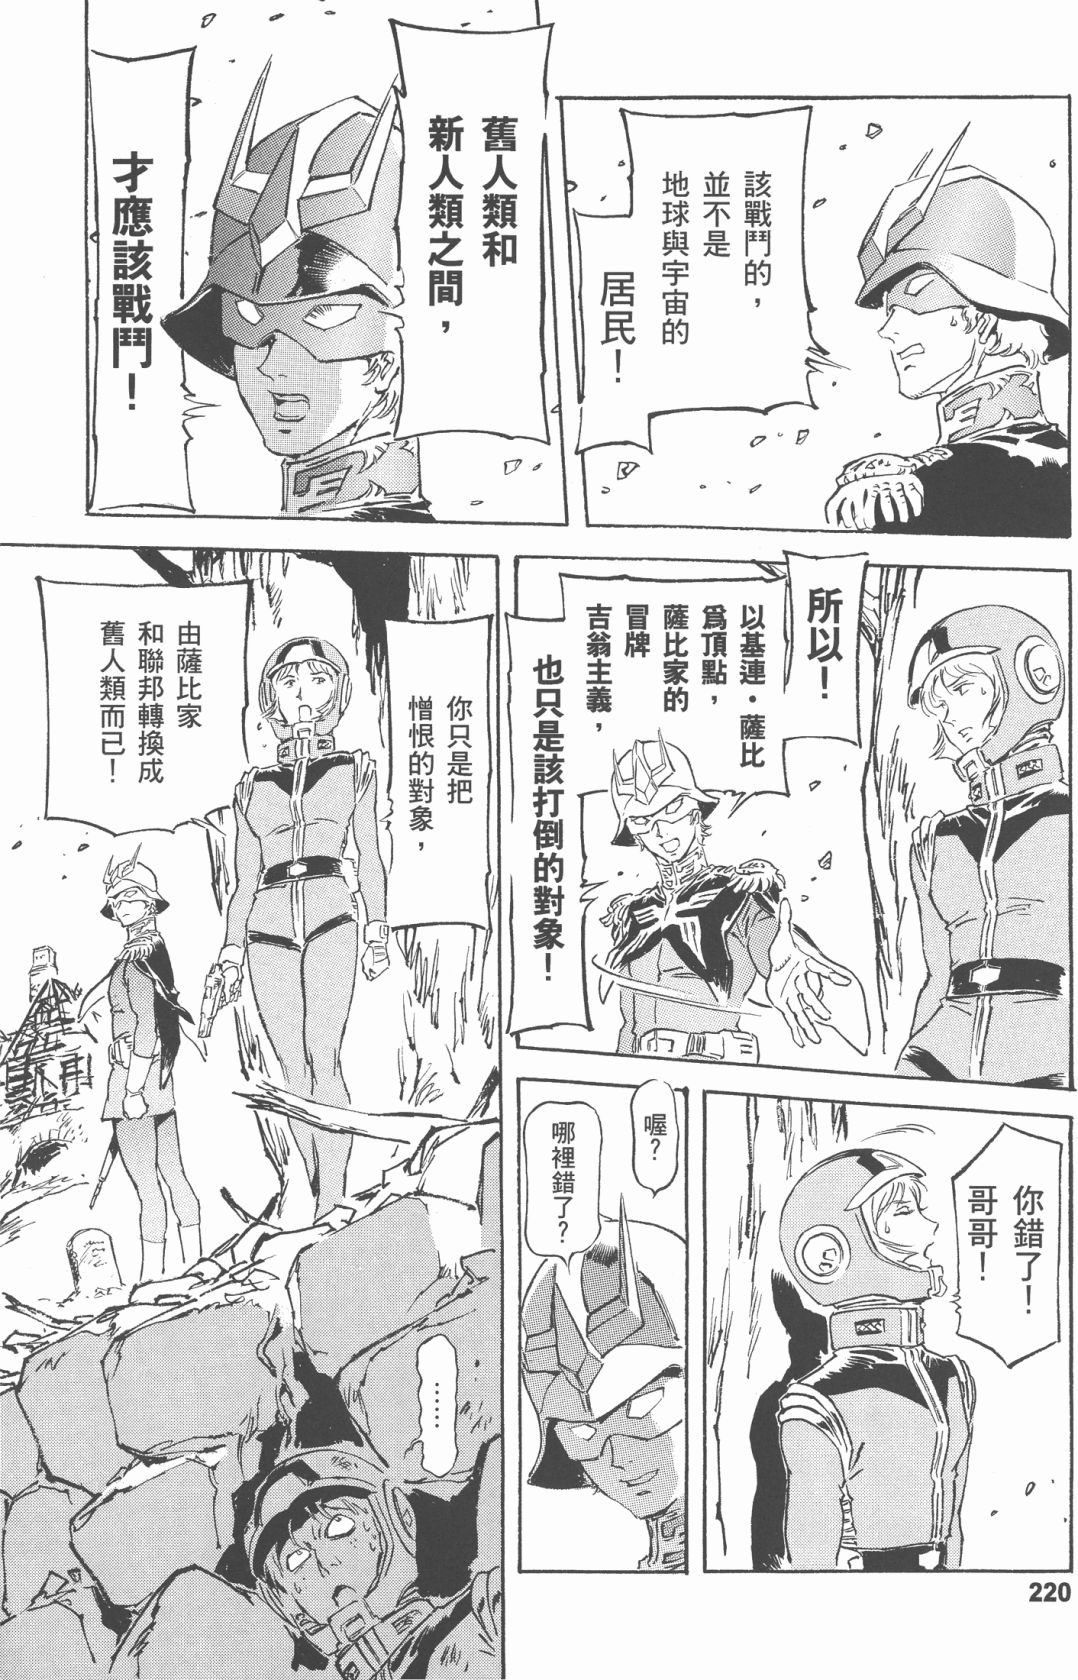 該戰鬥的，
並不是
地球與宇宙的
居民！
舊人類和
新人類之間，
才應該戰鬥！
所以！
以基連·薩比
爲頂點，
薩比家的
冒牌
吉翁主義，
也只是該打倒的對象！
你錯了！
哥哥！
喔？
哪裡錯了？
你只是把
憎恨的對象，
由薩比家
和聯邦轉換成
舊人類而已！
……
220